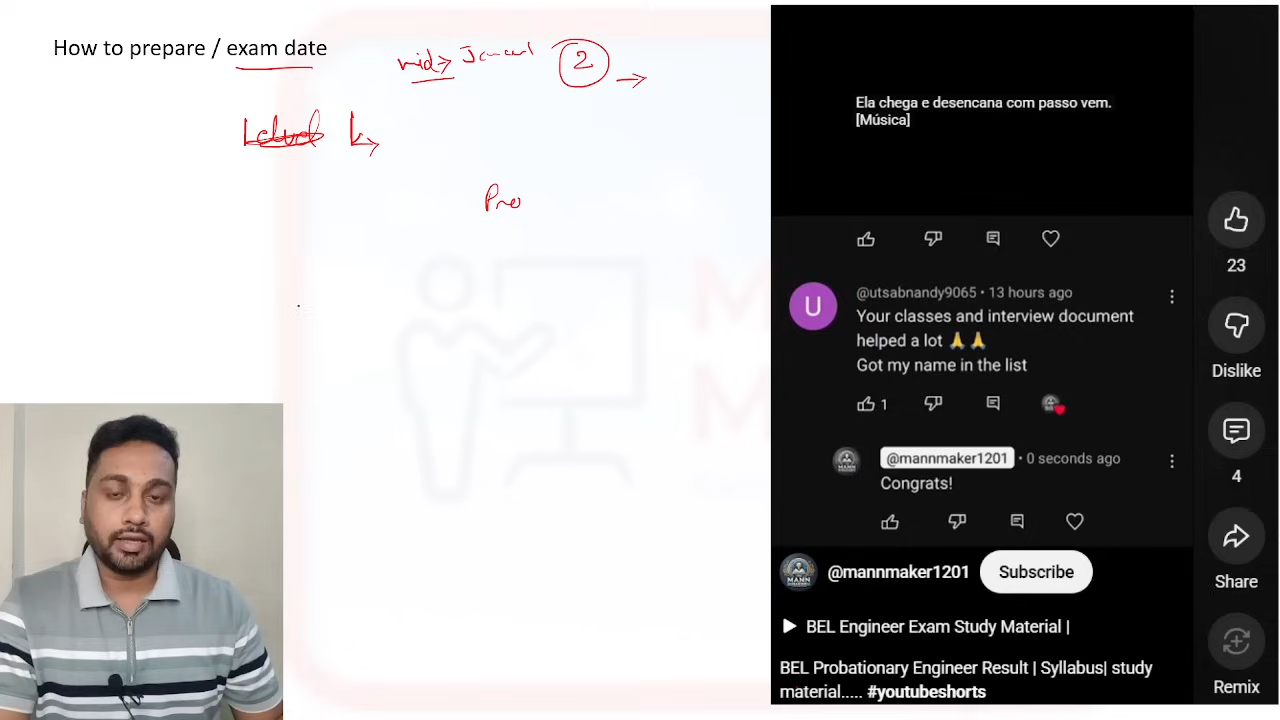 How to prepare / exam date
mid→
2
Pro
Ela chega e desencana com passo vem.
[Música]
@utsabnandy9065 • 13 hours ago
Your classes and interview document
helped a lot 🙏🙏
Got my name in the list
1
@mannmaker1201 • 0 seconds ago
Congrats!
@mannmaker1201 Subscribe
BEL Engineer Exam Study Material |
BEL Probationary Engineer Result | Syllabus| study
material..... #youtubeshorts
23
Dislike
4
Share
Remix
U